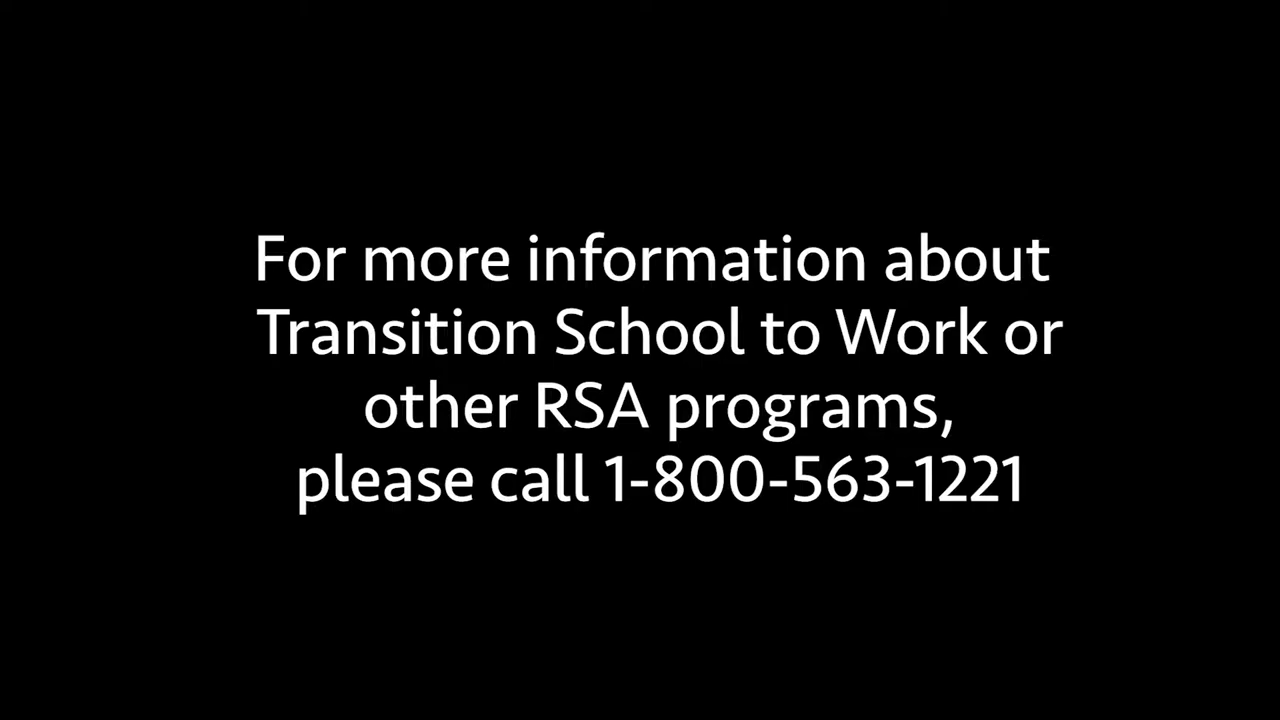 For more information about
Transition School to Work or
other RSA programs,
please call 1-800-563-1221